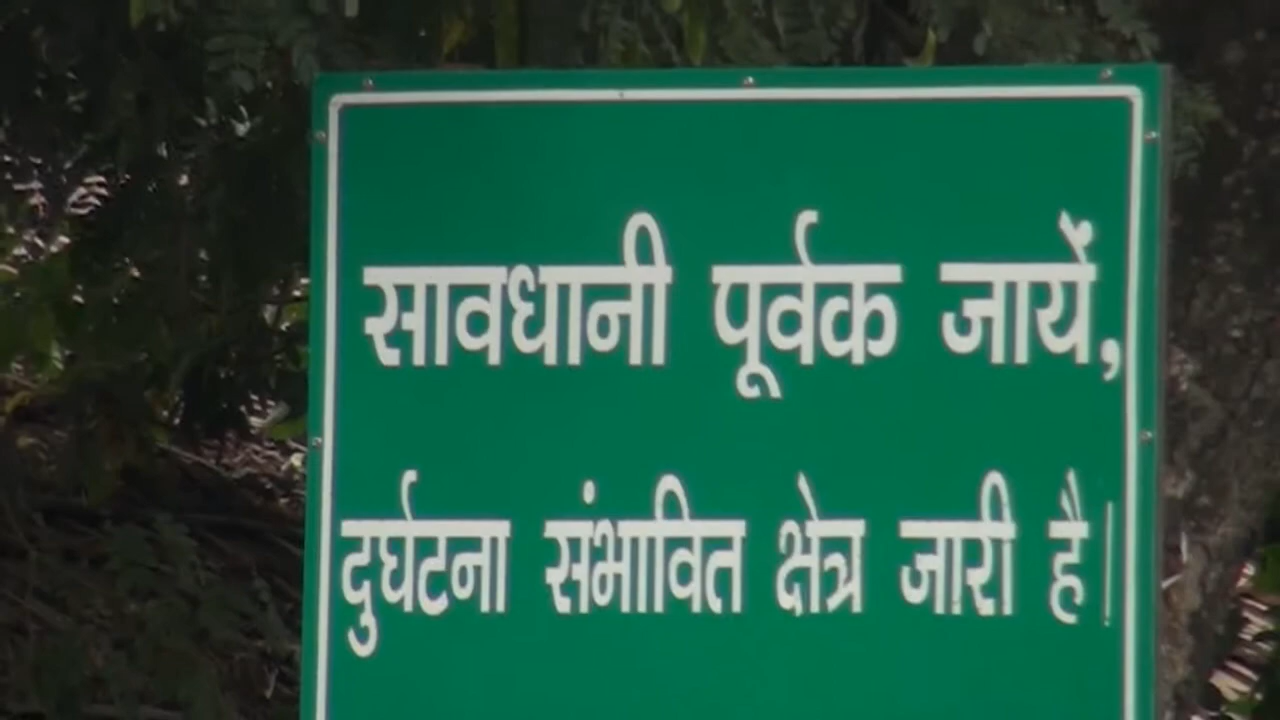 सावधानी पूर्वक जायें,
दुर्घटना संभावित क्षेत्र जारी है।